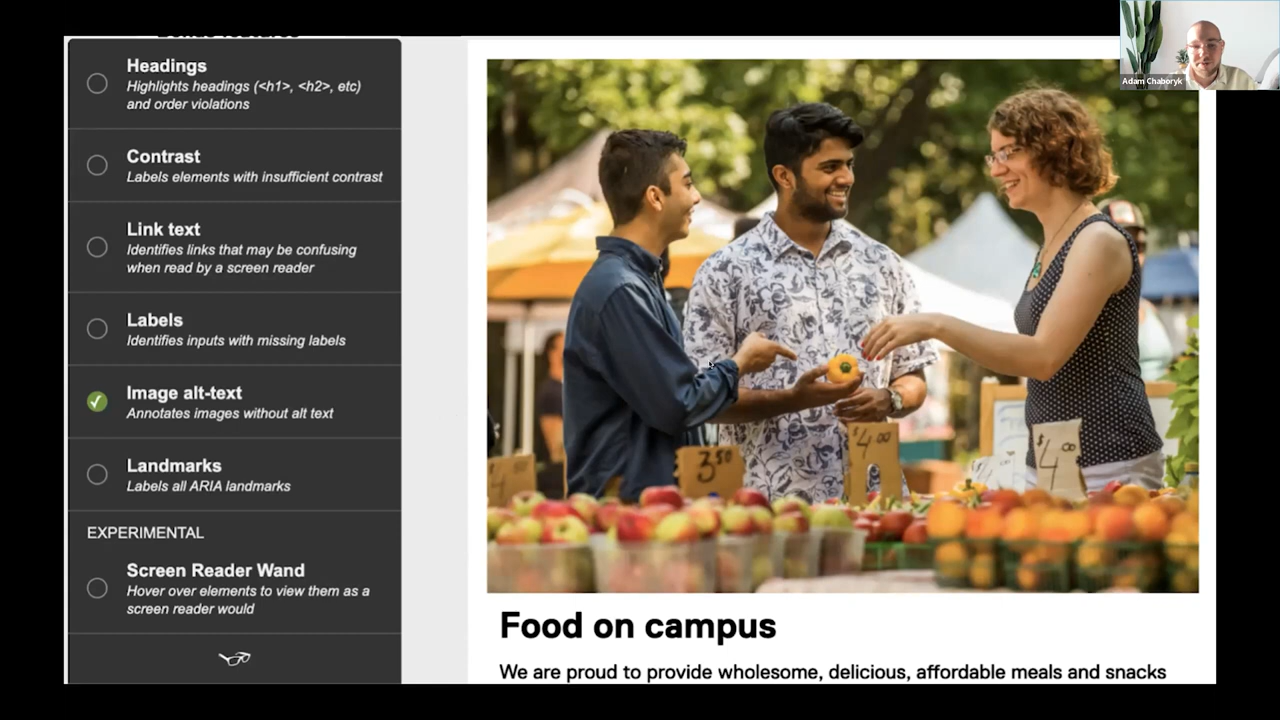 Headings
Highlights headings (<h1>, <h2>, etc)
and order violations
Contrast
Labels elements with insufficient contrast
Link text
Identifies links that may be confusing
when read by a screen reader
Labels
Identifies inputs with missing labels
Image alt-text
Annotates images without alt text
Landmarks
Labels all ARIA landmarks
EXPERIMENTAL
Screen Reader Wand
Hover over elements to view them as a
screen reader would
Adam Chaboryk
3⁵⁰
$4⁰⁰
$4⁰⁰
Food on campus
We are proud to provide wholesome, delicious, affordable meals and snacks